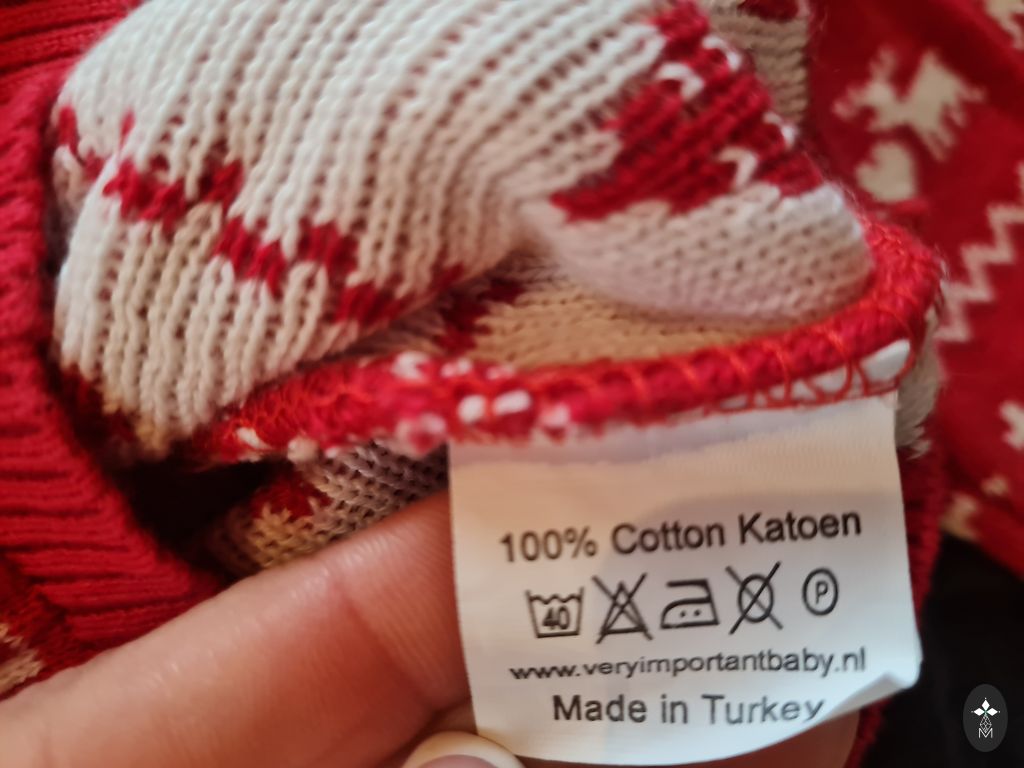 100% Cotton Katoen
40 P
www.veryimportantbaby.nl
Made in Turkey
M